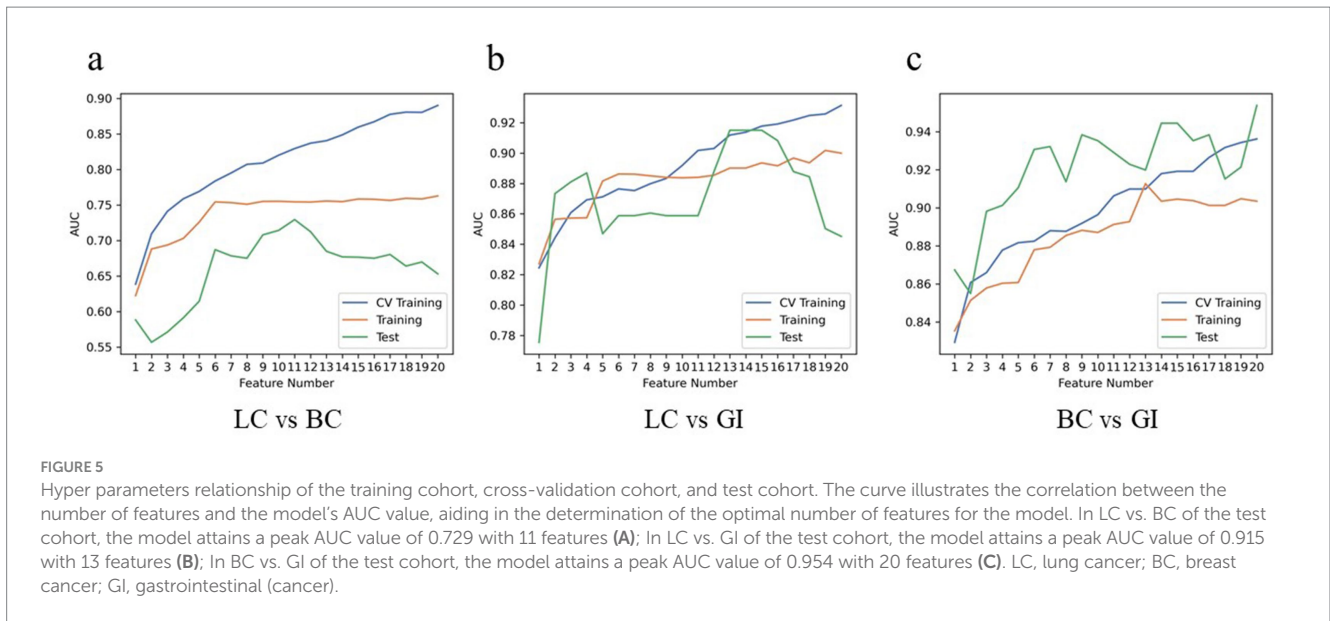 a
b
c
0.90
0.85
0.80
0.75
0.70
0.65
0.60
0.55
AUC
1 2 3 4 5 6 7 8 9 10 11 12 13 14 15 16 17 18 19 20
Feature Number
CV Training
Training
Test
LC vs BC
0.92
0.90
0.88
0.86
0.84
0.82
0.80
0.78
AUC
1 2 3 4 5 6 7 8 9 10 11 12 13 14 15 16 17 18 19 20
Feature Number
CV Training
Training
Test
LC vs GI
0.94
0.92
0.90
0.88
0.86
0.84
AUC
1 2 3 4 5 6 7 8 9 10 11 12 13 14 15 16 17 18 19 20
Feature Number
CV Training
Training
Test
BC vs GI
FIGURE 5
Hyper parameters relationship of the training cohort, cross-validation cohort, and test cohort. The curve illustrates the correlation between the
number of features and the model's AUC value, aiding in the determination of the optimal number of features for the model. In LC vs. BC of the test
cohort, the model attains a peak AUC value of 0.729 with 11 features (A); In LC vs. GI of the test cohort, the model attains a peak AUC value of 0.915
with 13 features (B); In BC vs. GI of the test cohort, the model attains a peak AUC value of 0.954 with 20 features (C). LC, lung cancer; BC, breast
cancer; GI, gastrointestinal (cancer).